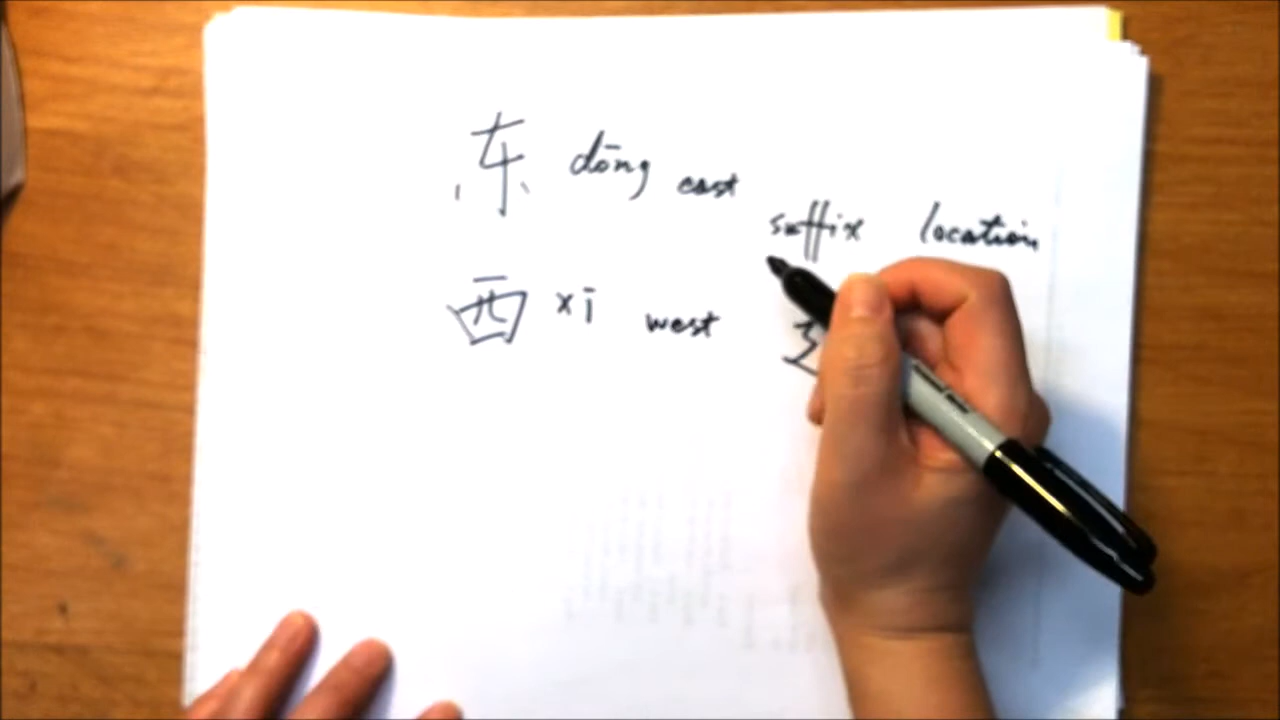 东 dōng east
suffix location
西 xī west